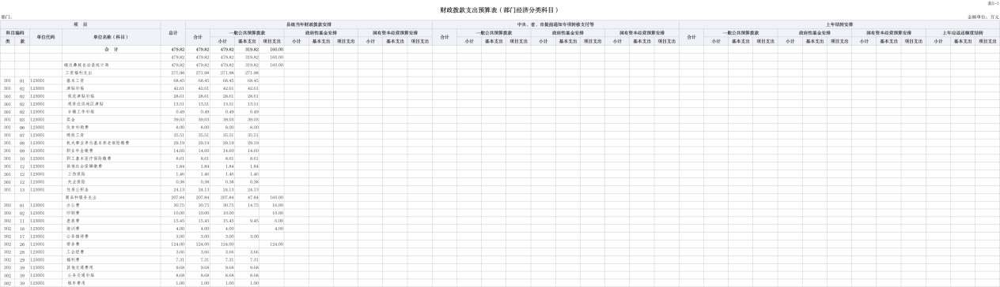 表2-1
财政拨款支出预算表（部门经济分类科目）
部门： 金额单位：万元
项　目 总计 县级当年财政拨款安排 中央、省、市提前通知专项转移支付等 上年结转安排
科目编码 单位代码 单位名称（科目） 合计 一般公共预算拨款 政府性基金安排 国有资本经营预算安排 合计 一般公共预算拨款 政府性基金安排 国有资本经营预算安排 合计 一般公共预算拨款 政府性基金安排 国有资本经营预算安排 上年应返还额度结转
类 款 小计 基本支出 项目支出 小计 基本支出 项目支出 小计 基本支出 项目支出 小计 基本支出 项目支出 小计 基本支出 项目支出 小计 基本支出 项目支出 小计 基本支出 项目支出 小计 基本支出 项目支出 小计 基本支出 项目支出 小计 基本支出 项目支出
合　计 479.82 479.82 479.82 319.82 160.00
479.82 479.82 479.82 319.82 160.00
峨边彝族自治县统计局 479.82 479.82 479.82 319.82 160.00
工资福利支出 271.98 271.98 271.98 271.98
301 01 123001 基本工资 68.45 68.45 68.45 68.45
301 02 123001 津贴补贴 42.61 42.61 42.61 42.61
301 02 123001 规范津贴补贴 28.61 28.61 28.61 28.61
301 02 123001 艰苦边远地区津贴 13.51 13.51 13.51 13.51
301 02 123001 乡镇工作补贴 0.49 0.49 0.49 0.49
301 03 123001 奖金 39.03 39.03 39.03 39.03
301 06 123001 伙食补助费 8.00 8.00 8.00 8.00
301 07 123001 绩效工资 35.51 35.51 35.51 35.51
301 08 123001 机关事业单位基本养老保险缴费 29.19 29.19 29.19 29.19
301 09 123001 职业年金缴费 14.60 14.60 14.60 14.60
301 10 123001 职工基本医疗保险缴费 8.61 8.61 8.61 8.61
301 12 123001 其他社会保障缴费 1.84 1.84 1.84 1.84
301 12 123001 工伤保险 1.46 1.46 1.46 1.46
301 12 123001 失业保险 0.38 0.38 0.38 0.38
301 13 123001 住房公积金 24.13 24.13 24.13 24.13
商品和服务支出 207.84 207.84 207.84 47.84 160.00
302 01 123001 办公费 30.75 30.75 30.75 14.75 16.00
302 02 123001 印刷费 10.00 10.00 10.00 10.00
302 11 123001 差旅费 15.45 15.45 15.45 9.45 6.00
302 16 123001 培训费 4.00 4.00 4.00 4.00
302 17 123001 公务接待费 3.00 3.00 3.00 3.00
302 26 123001 劳务费 124.00 124.00 124.00 124.00
302 28 123001 工会经费 3.66 3.66 3.66 3.66
302 29 123001 福利费 7.31 7.31 7.31 7.31
302 39 123001 其他交通费用 9.68 9.68 9.68 9.68
302 39 123001 公务交通补贴 8.68 8.68 8.68 8.68
302 39 123001 租车费用 1.00 1.00 1.00 1.00